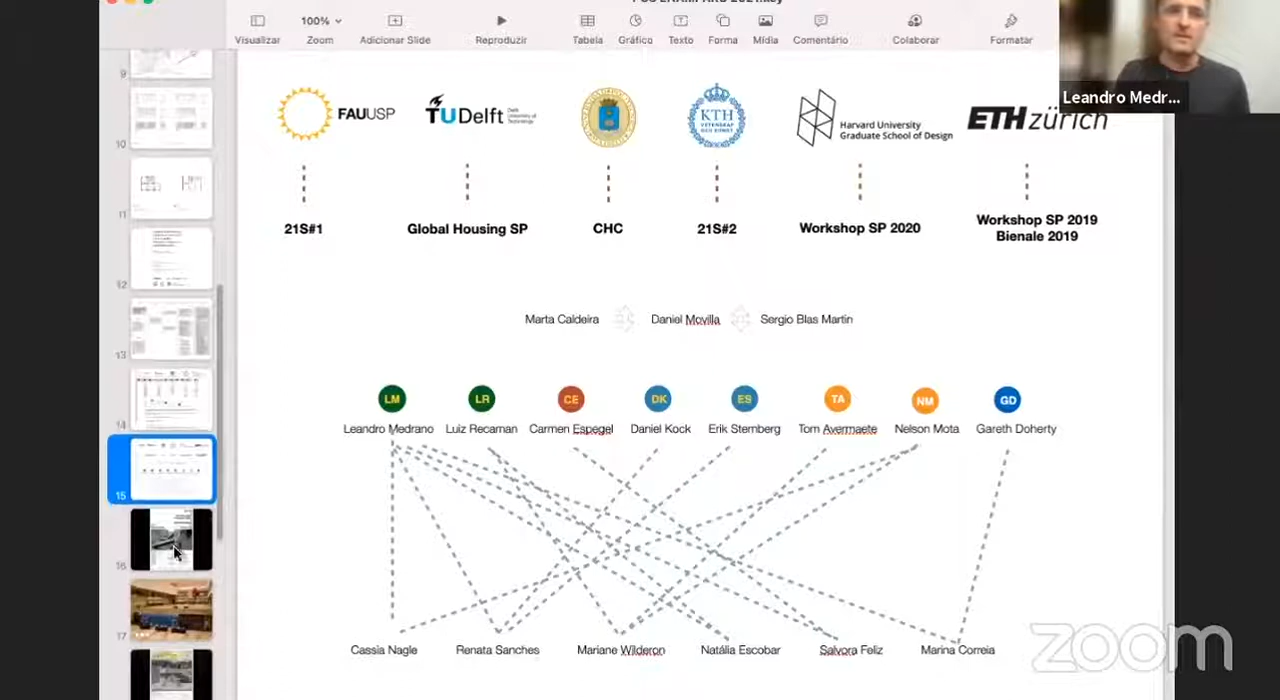 100%
Visualizar Zoom Adicionar Slide Reproduzir Tabela Gráfico Texto Forma Mídia Comentário Colaborar Formatar
Leandro Medr...
FAUUSP
TUDelft
KTH
Harvard University
Graduate School of Design
ETH zürich
21S#1
Global Housing SP
CHC
21S#2
Workshop SP 2020
Workshop SP 2019
Bienale 2019
Marta Caldeira Daniel Movilla Sergio Blas Martin
LM LR CE DK ES TA NM GD
Leandro Medrano Luiz Recaman Carmen Espegel Daniel Kock Erik Sternberg Tom Avermaete Nelson Mota Gareth Doherty
Cassia Nagle Renata Sanches Mariane Wilderon Natália Escobar Salvora Feliz Marina Correia
9
10
11
12
13
14
15
16
17
zoom